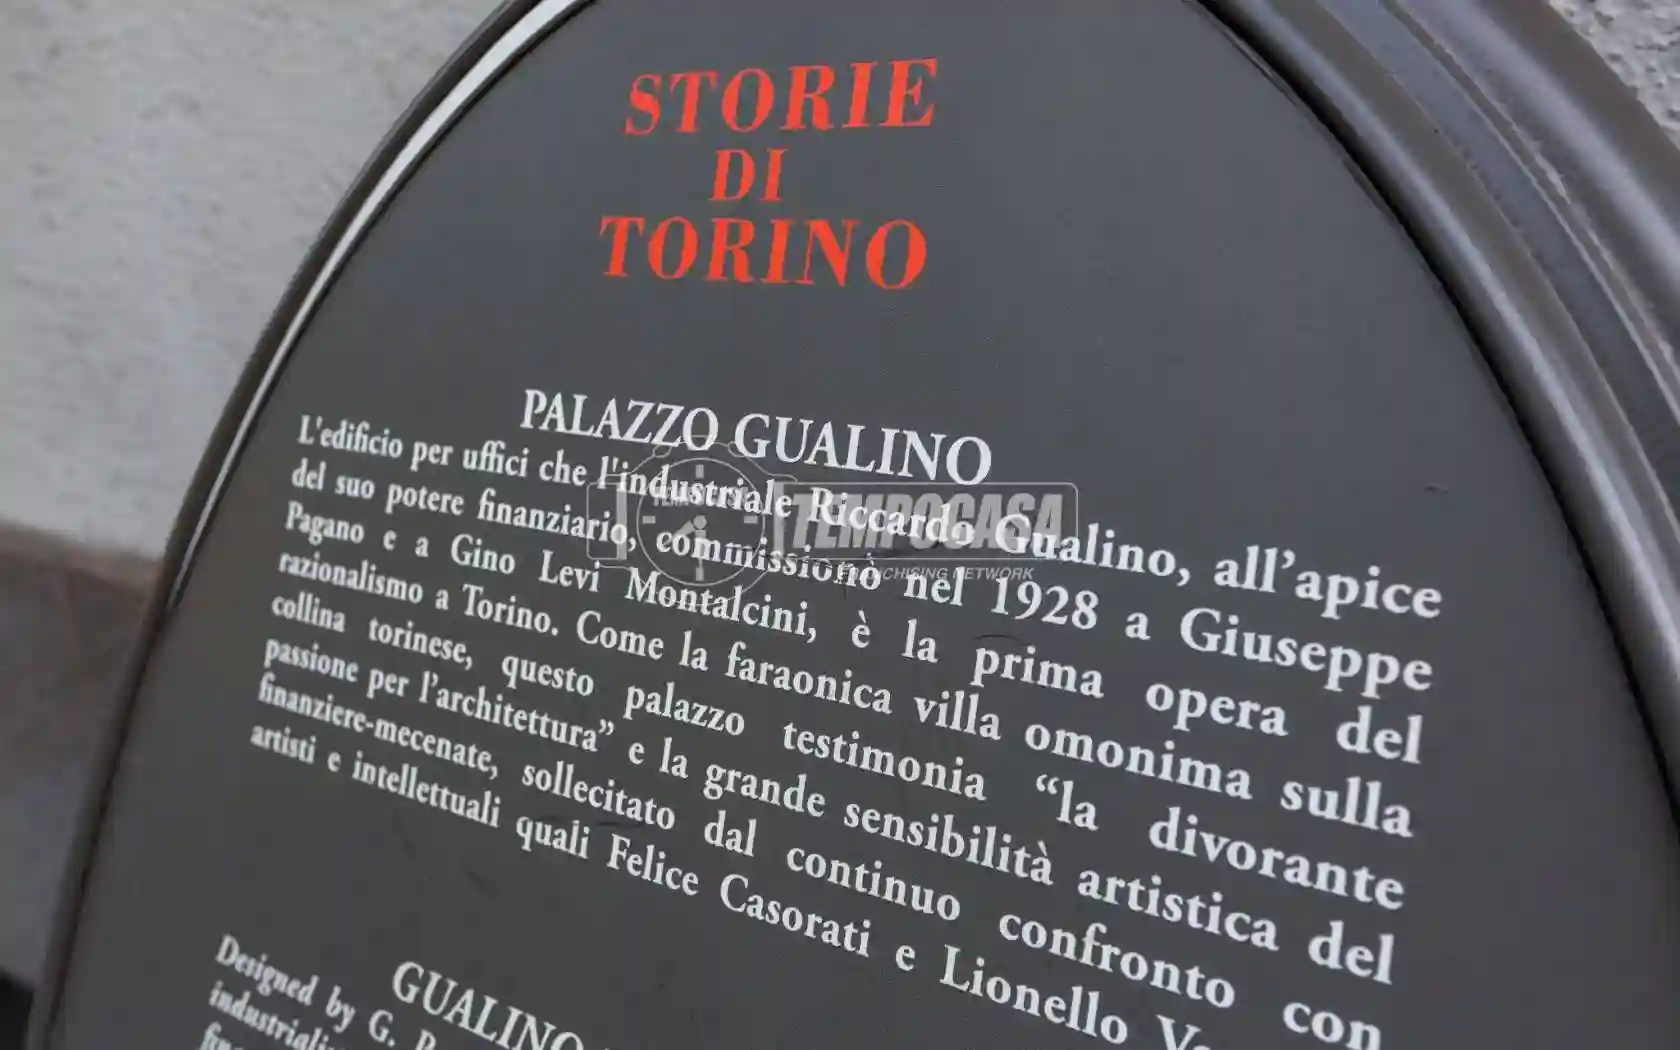 STORIE
DI
TORINO
PALAZZO GUALINO
L'edificio per uffici che l'industriale Riccardo Gualino, all'apice
del suo potere finanziario, commissionò nel 1928 a Giuseppe
Pagano e a Gino Levi Montalcini, è la prima opera del
razionalismo a Torino. Come la faraonica villa omonima sulla
collina torinese, questo palazzo testimonia “la divorante
passione per l'architettura” e la grande sensibilità artistica del
finanziere-mecenate, sollecitato dal continuo confronto con
artisti e intellettuali quali Felice Casorati e Lionello
GUALINO
Designed by G.
TEMPOCASA
FRANCHISING NETWORK